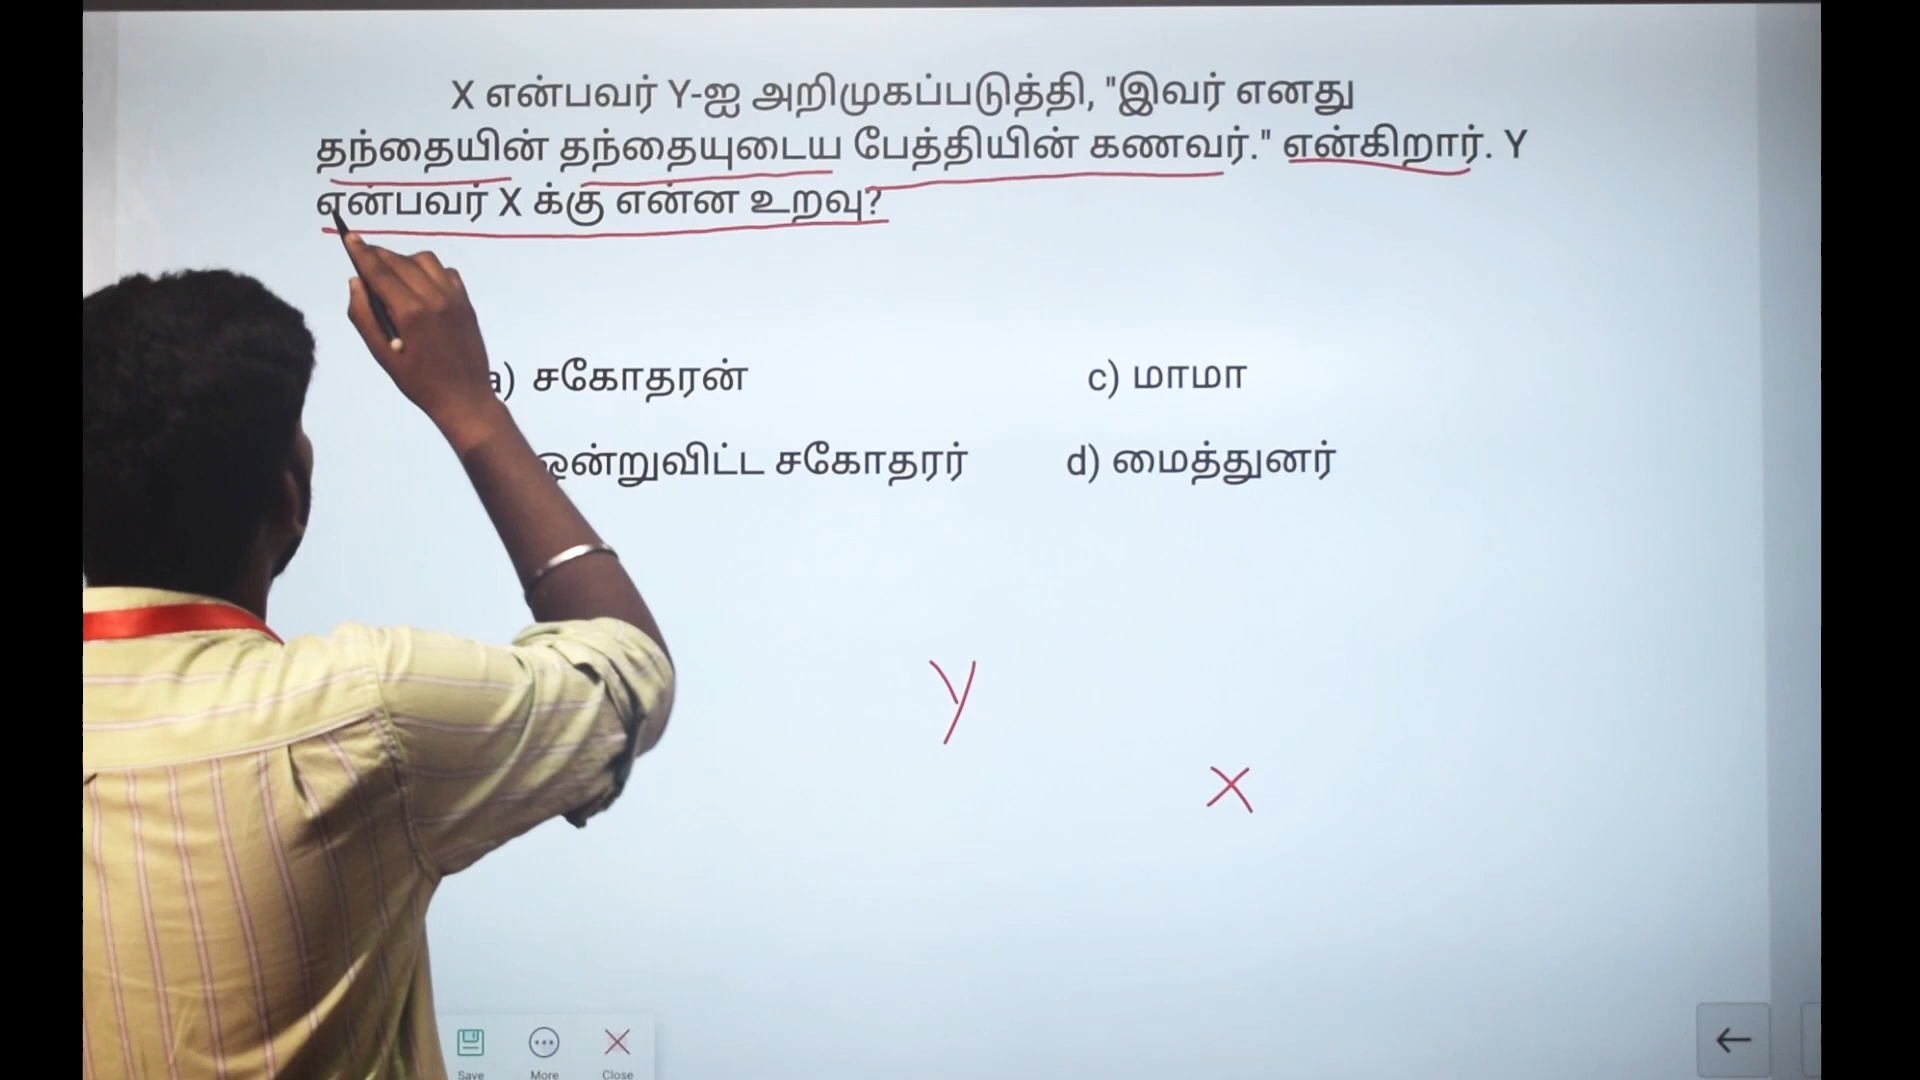 X என்பவர் Y-ஐ அறிமுகப்படுத்தி, "இவர் எனது
தந்தையின் தந்தையுடைய பேத்தியின் கணவர்." என்கிறார். Y
என்பவர் X க்கு என்ன உறவு?
a) சகோதரன்
c) மாமா
ஒன்றுவிட்ட சகோதரர்
d) மைத்துனர்
y
x
Save
More
Close